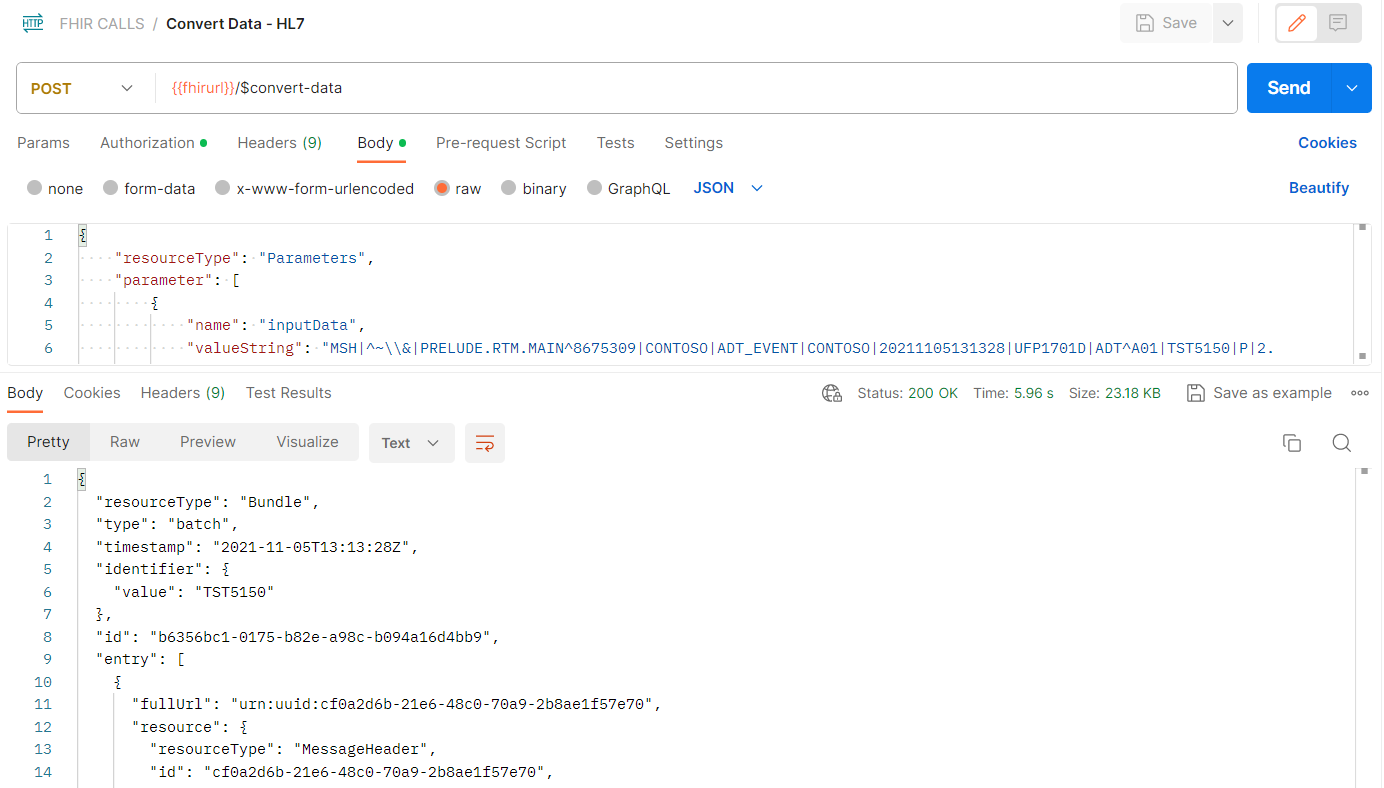 HTTP FHIR CALLS / Convert Data - HL7 Save
POST {{fhirurl}}/$convert-data Send
Params Authorization Headers (9) Body Pre-request Script Tests Settings Cookies
none form-data x-www-form-urlencoded raw binary GraphQL JSON Beautify
1 {
2 "resourceType": "Parameters",
3 "parameter": [
4 {
5 "name": "inputData",
6 "valueString": "MSH|^~\\&|PRELUDE.RTM.MAIN^8675309|CONTOSO|ADT_EVENT|CONTOSO|20211105131328|UFP1701D|ADT^A01|TST5150|P|2.
Body Cookies Headers (9) Test Results Status: 200 OK Time: 5.96 s Size: 23.18 KB Save as example
Pretty Raw Preview Visualize Text
1 {
2 "resourceType": "Bundle",
3 "type": "batch",
4 "timestamp": "2021-11-05T13:13:28Z",
5 "identifier": {
6 "value": "TST5150"
7 },
8 "id": "b6356bc1-0175-b82e-a98c-b094a16d4bb9",
9 "entry": [
10 {
11 "fullUrl": "urn:uuid:cf0a2d6b-21e6-48c0-70a9-2b8ae1f57e70",
12 "resource": {
13 "resourceType": "MessageHeader",
14 "id": "cf0a2d6b-21e6-48c0-70a9-2b8ae1f57e70",